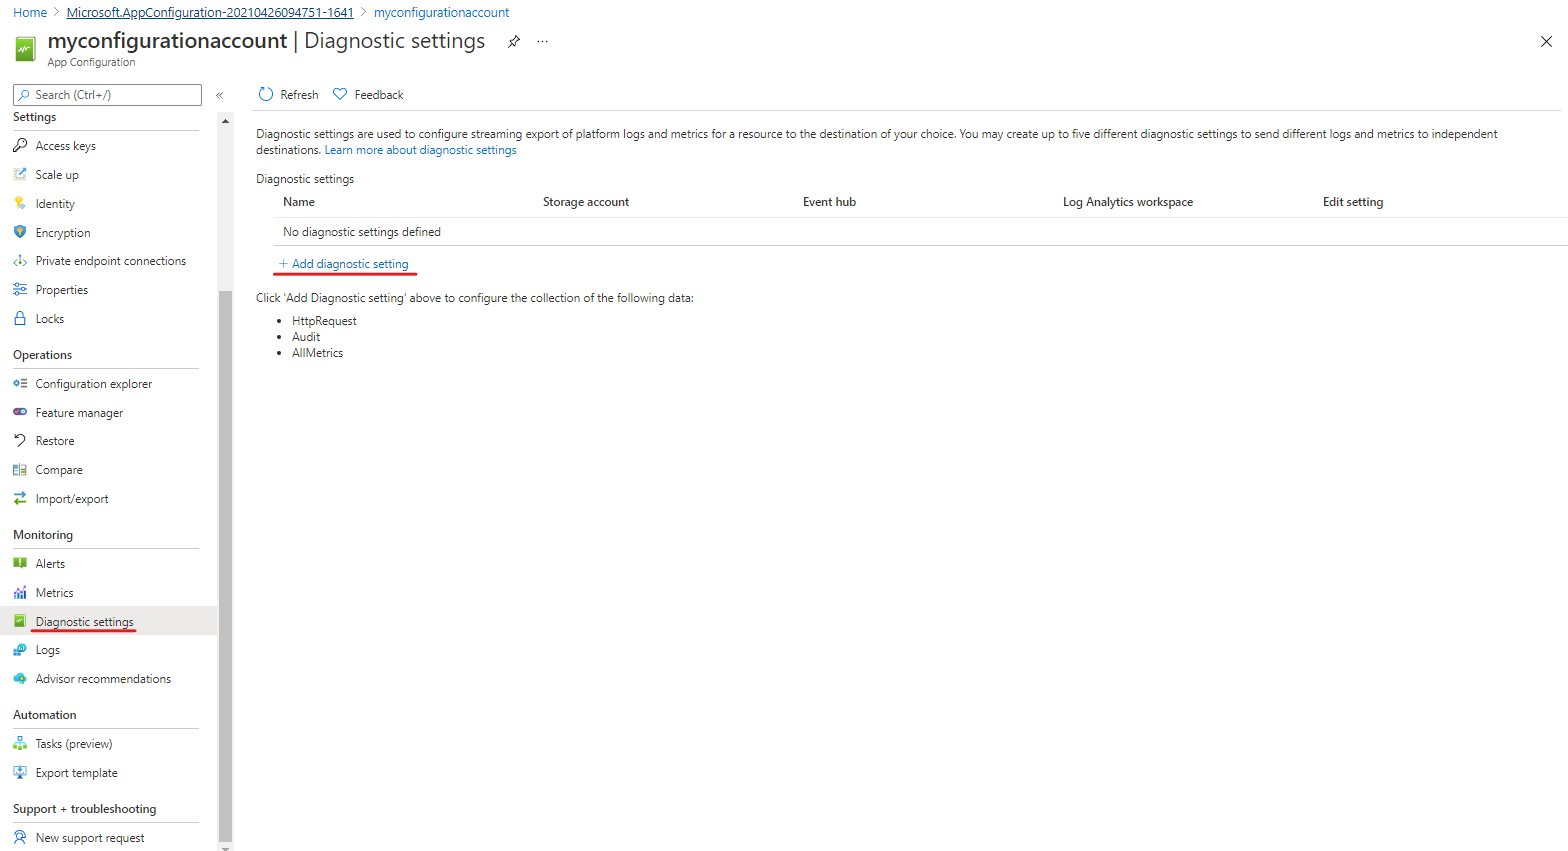 Home > Microsoft.AppConfiguration-20210426094751-1641 > myconfigurationaccount
myconfigurationaccount | Diagnostic settings ...
App Configuration
Search (Ctrl+/)
«
Settings
Access keys
Scale up
Identity
Encryption
Private endpoint connections
Properties
Locks
Operations
Configuration explorer
Feature manager
Restore
Compare
Import/export
Monitoring
Alerts
Metrics
Diagnostic settings
Logs
Advisor recommendations
Automation
Tasks (preview)
Export template
Support + troubleshooting
New support request
Refresh Feedback
Diagnostic settings are used to configure streaming export of platform logs and metrics for a resource to the destination of your choice. You may create up to five different diagnostic settings to send different logs and metrics to independent
destinations. Learn more about diagnostic settings
Diagnostic settings
Name Storage account Event hub Log Analytics workspace Edit setting
No diagnostic settings defined
+ Add diagnostic setting
Click 'Add Diagnostic setting' above to configure the collection of the following data:
• HttpRequest
• Audit
• AllMetrics